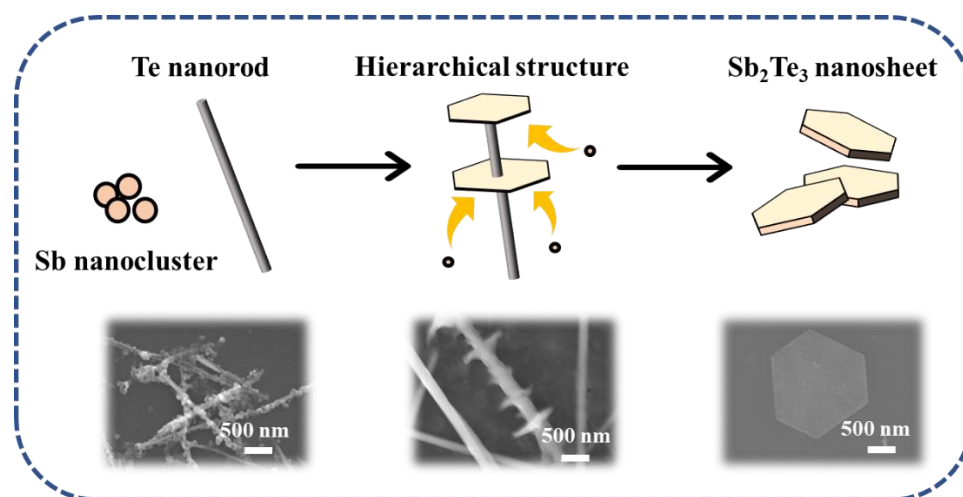 Te nanorod
Hierarchical structure
Sb₂Te₃ nanosheet
Sb nanocluster
500 nm
500 nm
500 nm